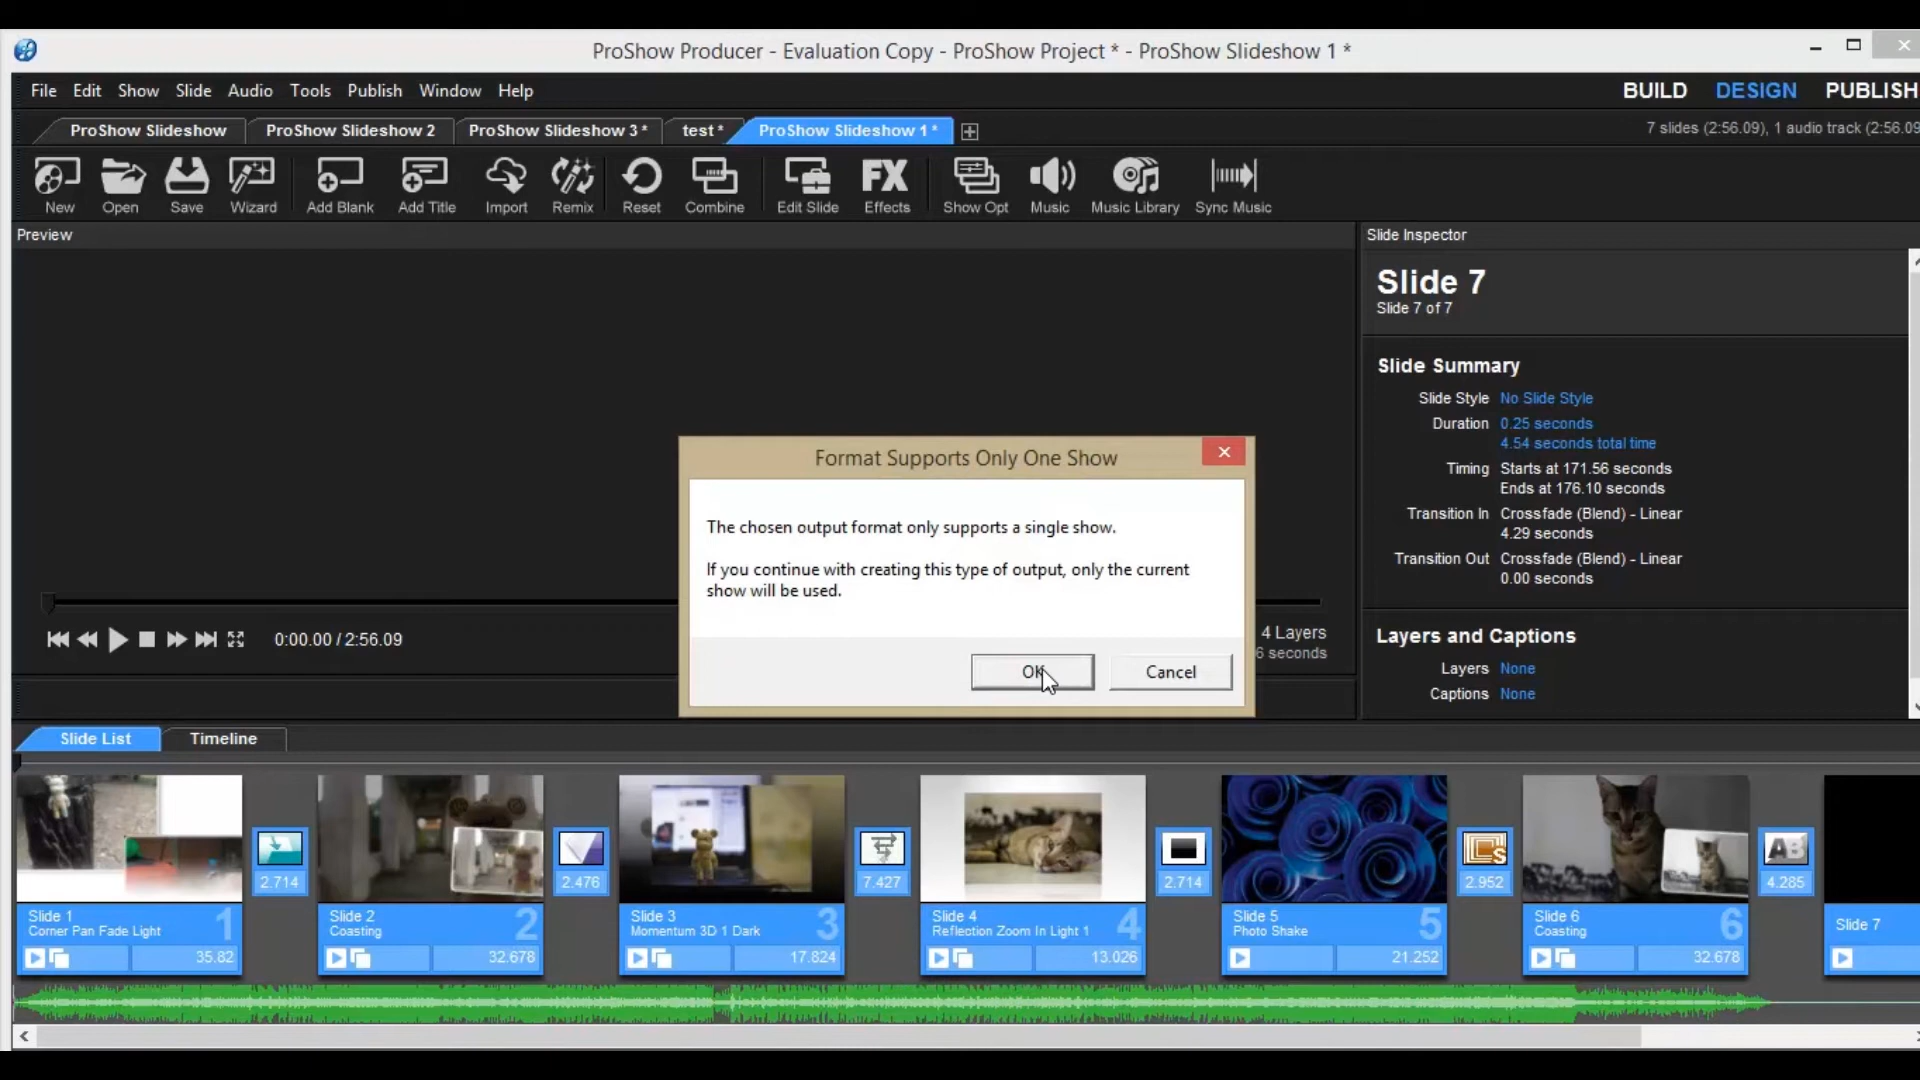 ProShow Producer - Evaluation Copy - ProShow Project * - ProShow Slideshow 1 *
File Edit Show Slide Audio Tools Publish Window Help
BUILD DESIGN PUBLISH
ProShow Slideshow ProShow Slideshow 2 ProShow Slideshow 3 * test * ProShow Slideshow 1 *
7 slides (2:56.09), 1 audio track (2:56.09
New Open Save Wizard Add Blank Add Title Import Remix Reset Combine Edit Slide FX Effects Show Opt Music Music Library Sync Music
Preview
Slide Inspector
Slide 7
Slide 7 of 7
Slide Summary
Slide Style No Slide Style
Duration 0.25 seconds
4.54 seconds total time
Timing Starts at 171.56 seconds
Ends at 176.10 seconds
Transition In Crossfade (Blend) - Linear
4.29 seconds
Transition Out Crossfade (Blend) - Linear
0.00 seconds
Layers and Captions
Layers None
Captions None
Format Supports Only One Show
The chosen output format only supports a single show.
If you continue with creating this type of output, only the current
show will be used.
OK Cancel
0:00.00 / 2:56.09
4 Layers
6 seconds
Slide List Timeline
2.714 2.476 7.427 2.714 2.952 AB 4.285
Slide 1
Corner Pan Fade Light
1
35.82
Slide 2
Coasting
2
32.678
Slide 3
Momentum 3D 1 Dark
3
17.824
Slide 4
Reflection Zoom In Light 1
4
13.026
Slide 5
Photo Shake
5
21.252
Slide 6
Coasting
6
32.678
Slide 7